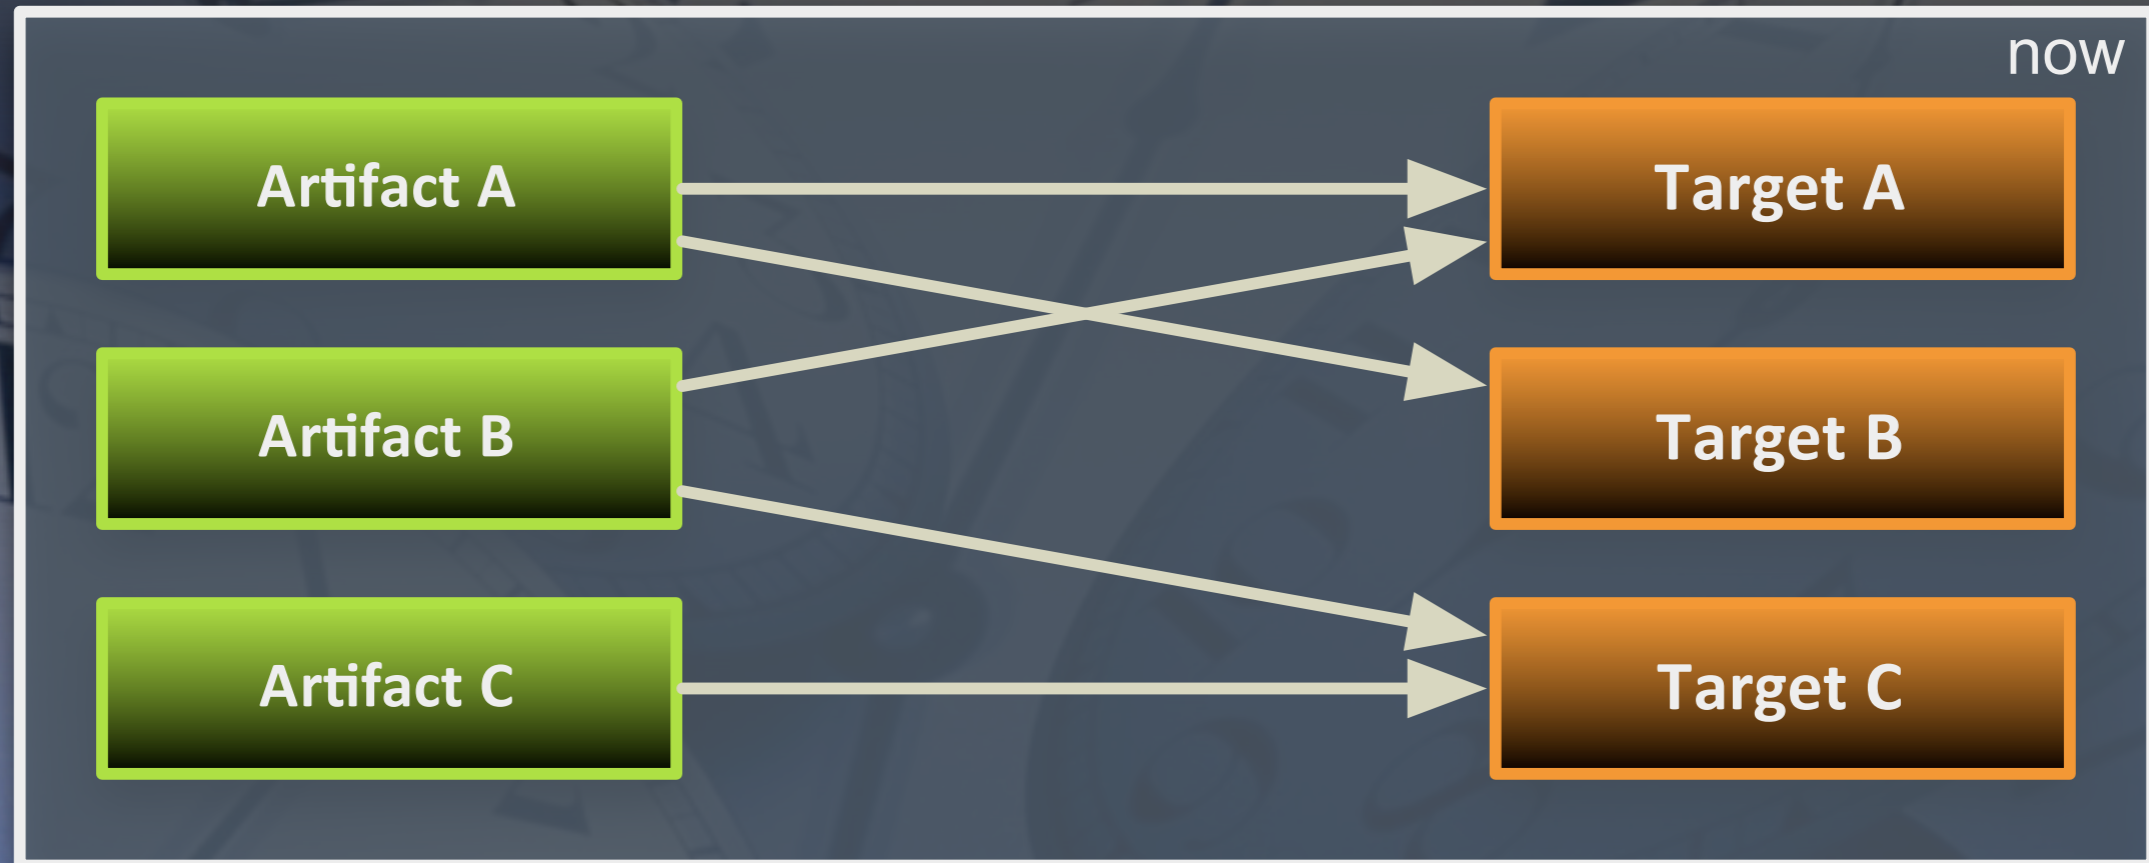 now
Artifact A
Target A
Artifact B
Target B
Artifact C
Target C